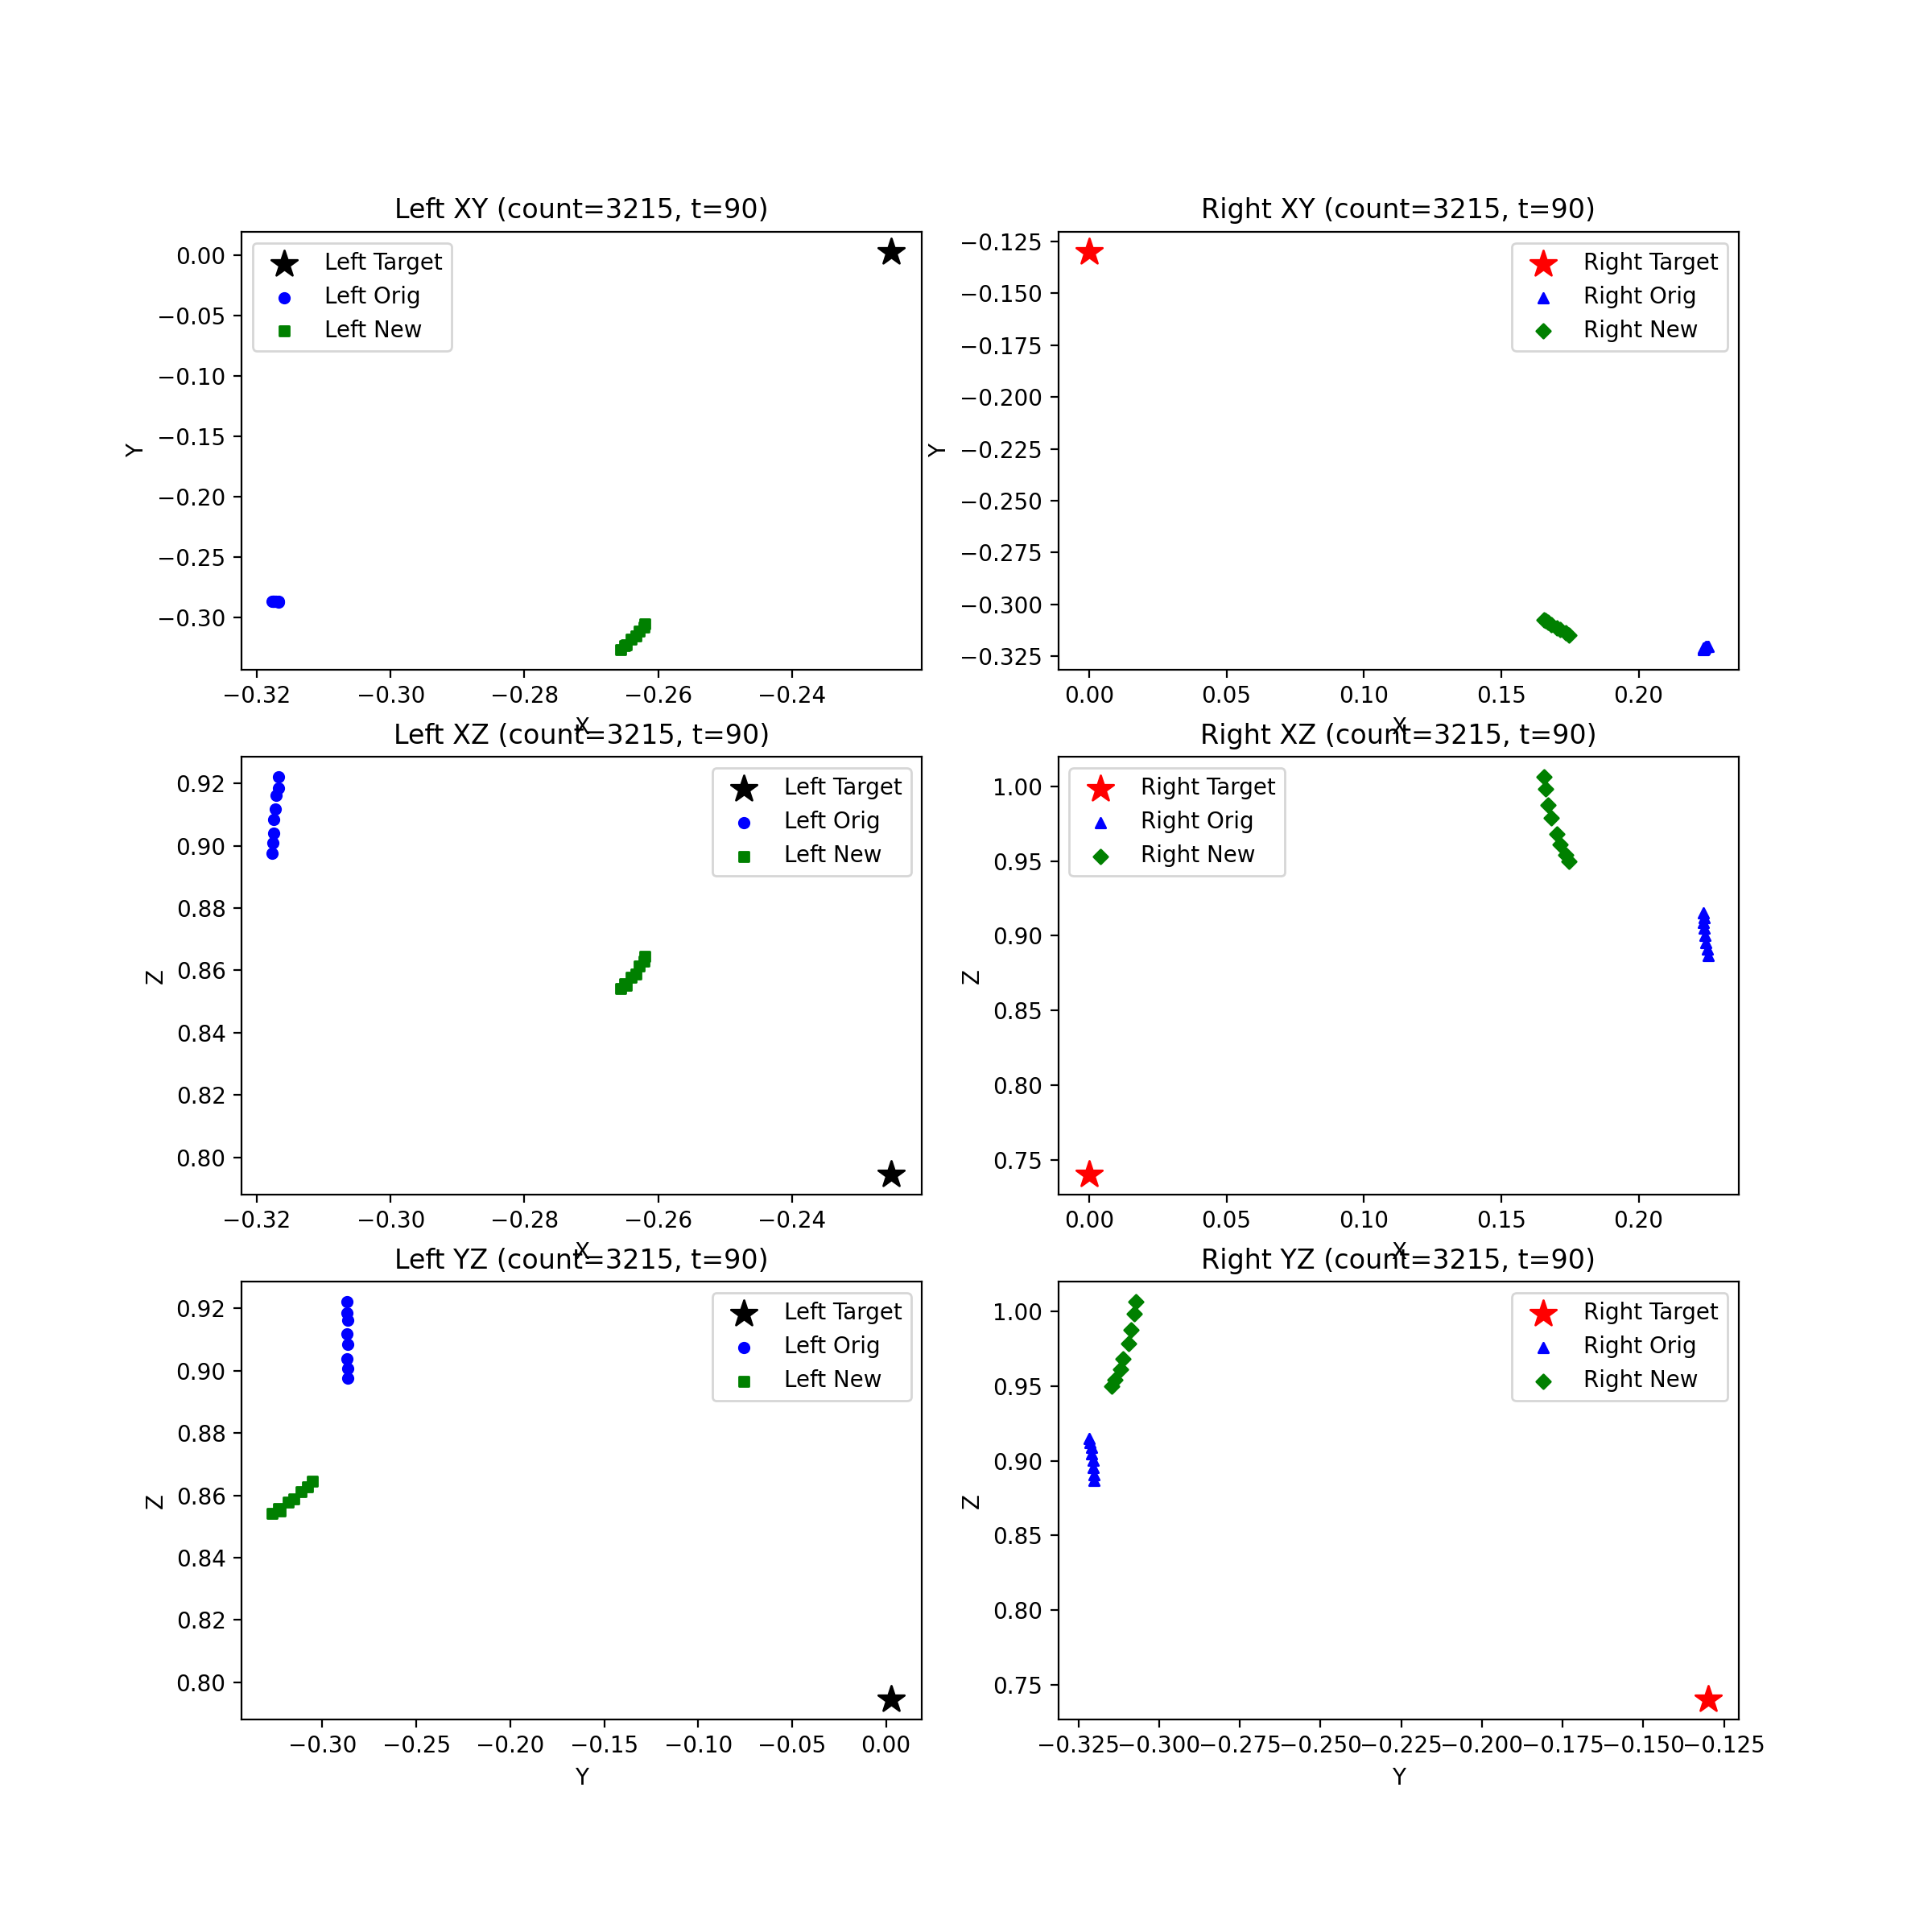 Left XY (count=3215, t=90)
Left Target
Left Orig
Left New
0.00
−0.05
−0.10
−0.15
−0.20
−0.25
−0.30
Y
−0.32
−0.30
−0.28
−0.26
−0.24
X
Right XY (count=3215, t=90)
Right Target
Right Orig
Right New
−0.125
−0.150
−0.175
−0.200
−0.225
−0.250
−0.275
−0.300
−0.325
Y
0.00
0.05
0.10
0.15
0.20
X
Left XZ (count=3215, t=90)
Left Target
Left Orig
Left New
0.92
0.90
0.88
0.86
0.84
0.82
0.80
Z
−0.32
−0.30
−0.28
−0.26
−0.24
X
Right XZ (count=3215, t=90)
Right Target
Right Orig
Right New
1.00
0.95
0.90
0.85
0.80
0.75
Z
0.00
0.05
0.10
0.15
0.20
X
Left YZ (count=3215, t=90)
Left Target
Left Orig
Left New
0.92
0.90
0.88
0.86
0.84
0.82
0.80
Z
−0.30
−0.25
−0.20
−0.15
−0.10
−0.05
0.00
Y
Right YZ (count=3215, t=90)
Right Target
Right Orig
Right New
1.00
0.95
0.90
0.85
0.80
0.75
Z
−0.325
−0.300
−0.275
−0.250
−0.225
−0.200
−0.175
−0.150
−0.125
Y